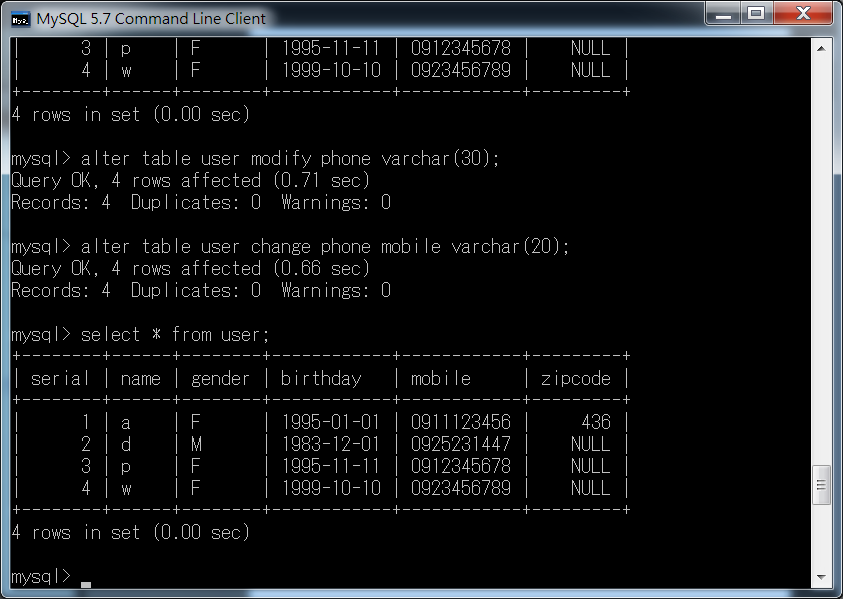 MySQL 5.7 Command Line Client
|      3 | p    | F      | 1995-11-11 | 0912345678 |    NULL |
|      4 | w    | F      | 1999-10-10 | 0923456789 |    NULL |
+--------+------+--------+------------+------------+---------+
4 rows in set (0.00 sec)
mysql> alter table user modify phone varchar(30);
Query OK, 4 rows affected (0.71 sec)
Records: 4  Duplicates: 0  Warnings: 0
mysql> alter table user change phone mobile varchar(20);
Query OK, 4 rows affected (0.66 sec)
Records: 4  Duplicates: 0  Warnings: 0
mysql> select * from user;
+--------+------+--------+------------+------------+---------+
| serial | name | gender | birthday   | mobile     | zipcode |
+--------+------+--------+------------+------------+---------+
|      1 | a    | F      | 1995-01-01 | 0911123456 |     436 |
|      2 | d    | M      | 1983-12-01 | 0925231447 |    NULL |
|      3 | p    | F      | 1995-11-11 | 0912345678 |    NULL |
|      4 | w    | F      | 1999-10-10 | 0923456789 |    NULL |
+--------+------+--------+------------+------------+---------+
4 rows in set (0.00 sec)
mysql>